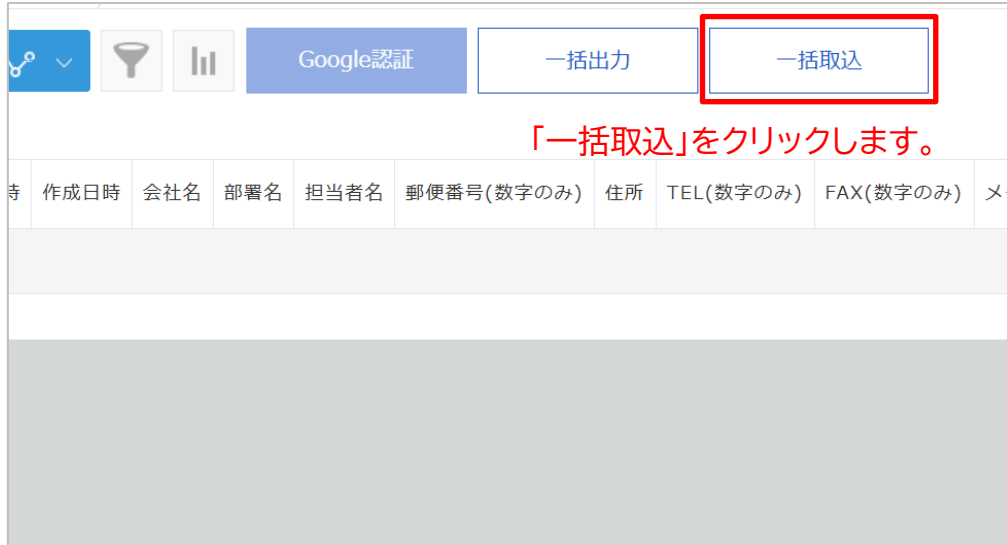 Google認証 一括出力 一括取込
「一括取込」をクリックします。
時 作成日時 会社名 部署名 担当者名 郵便番号(数字のみ) 住所 TEL(数字のみ) FAX(数字のみ)